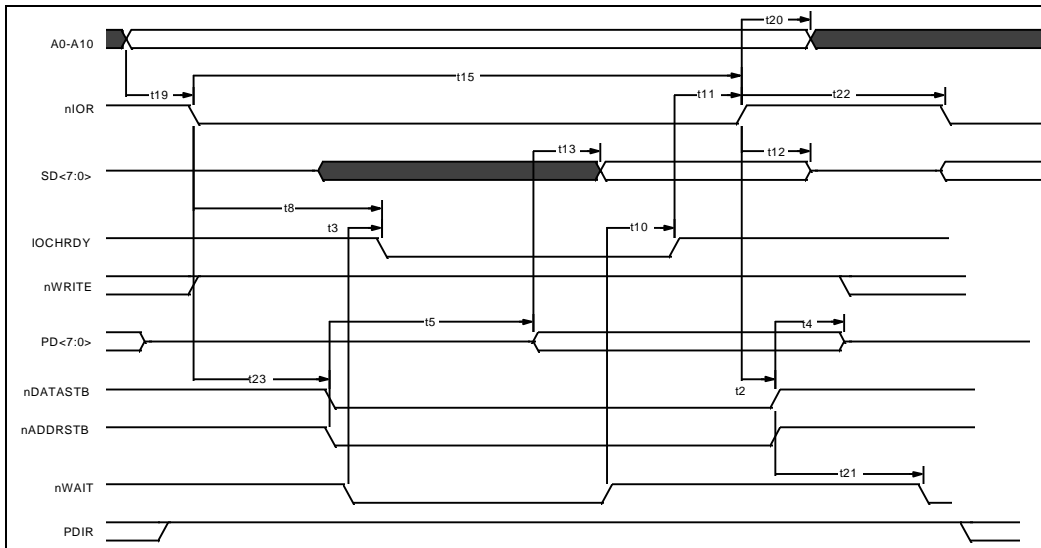 t20
A0-A10
t15
t19
t11
t22
nIOR
t13
t12
SD<7:0>
t8
t3
t10
IOCHRDY
nWRITE
t5
t4
PD<7:0>
t23
t2
nDATASTB
nADDRSTB
t21
nWAIT
PDIR